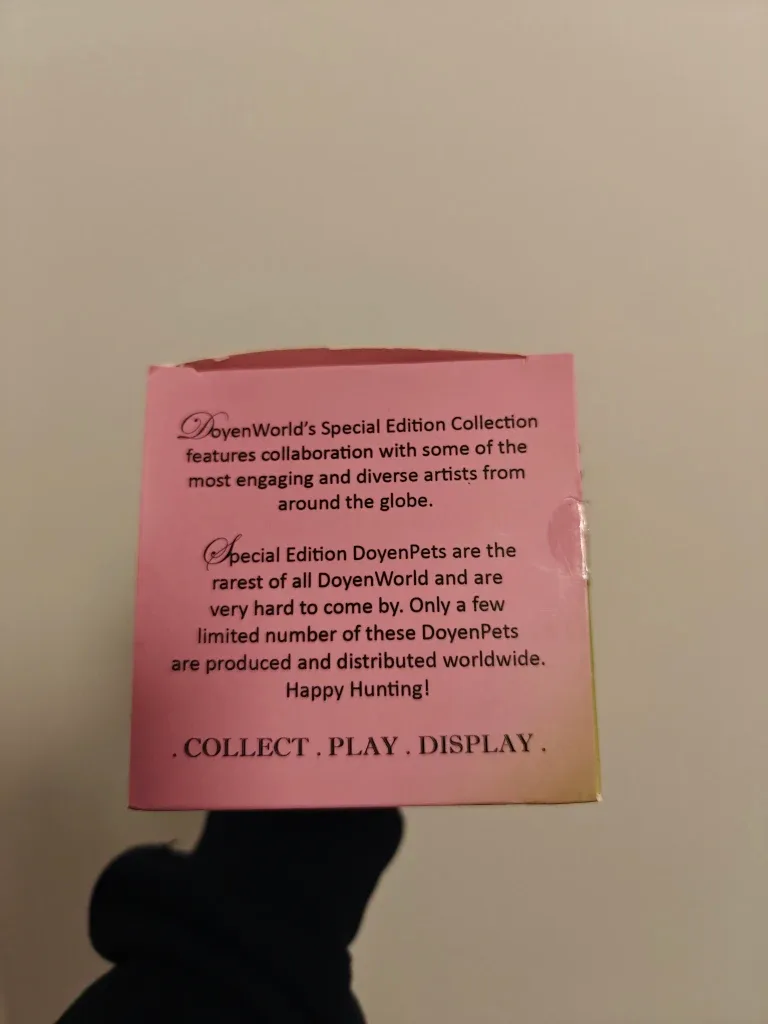 DoyenWorld's Special Edition Collection
features collaboration with some of the
most engaging and diverse artists from
around the globe.
Special Edition DoyenPets are the
rarest of all DoyenWorld and are
very hard to come by. Only a few
limited number of these DoyenPets
are produced and distributed worldwide.
Happy Hunting!
. COLLECT . PLAY . DISPLAY .